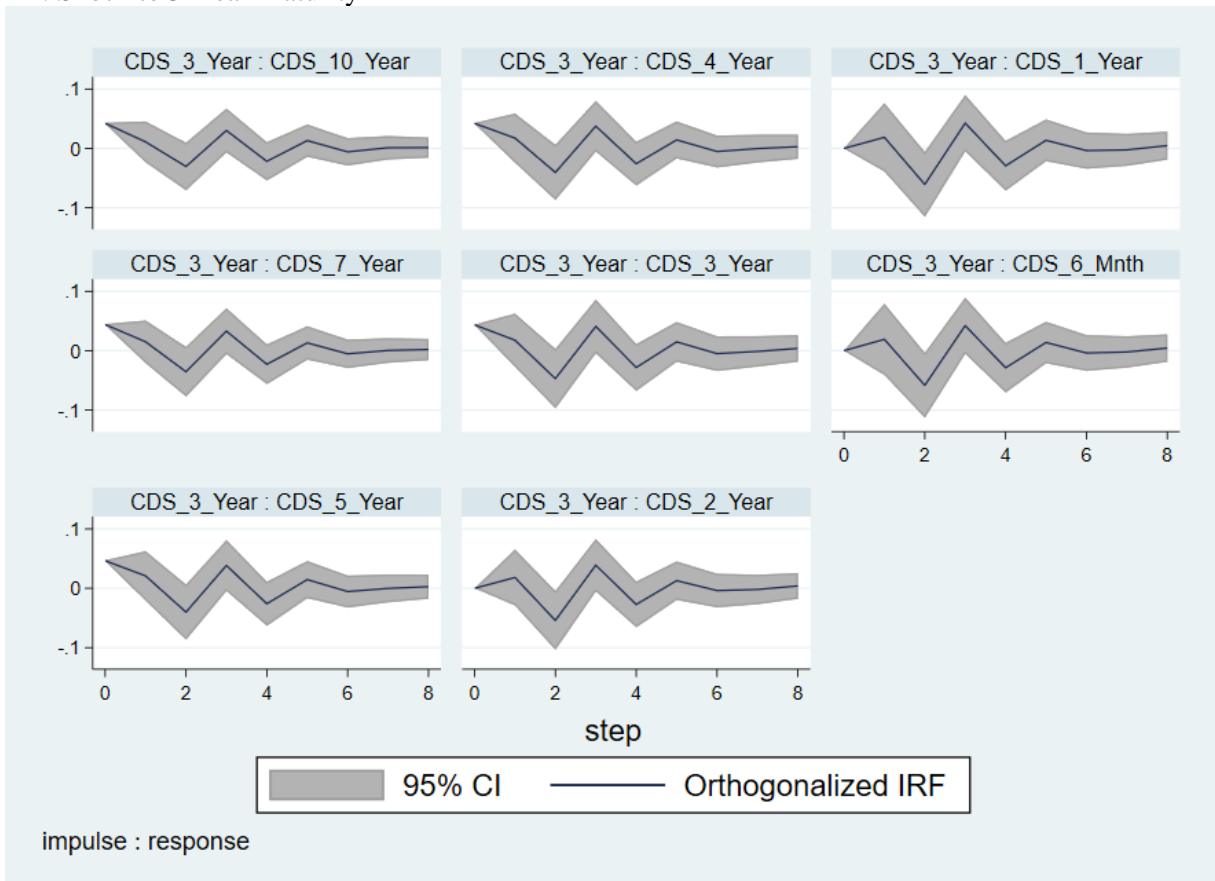 CDS_3_Year : CDS_10_Year CDS_3_Year : CDS_4_Year CDS_3_Year : CDS_1_Year
.1
0
-.1
CDS_3_Year : CDS_7_Year CDS_3_Year : CDS_3_Year CDS_3_Year : CDS_6_Mnth
.1
0
-.1
0 2 4 6 8
CDS_3_Year : CDS_5_Year CDS_3_Year : CDS_2_Year
.1
0
-.1
0 2 4 6 8 0 2 4 6 8
step
95% CI Orthogonalized IRF
impulse : response